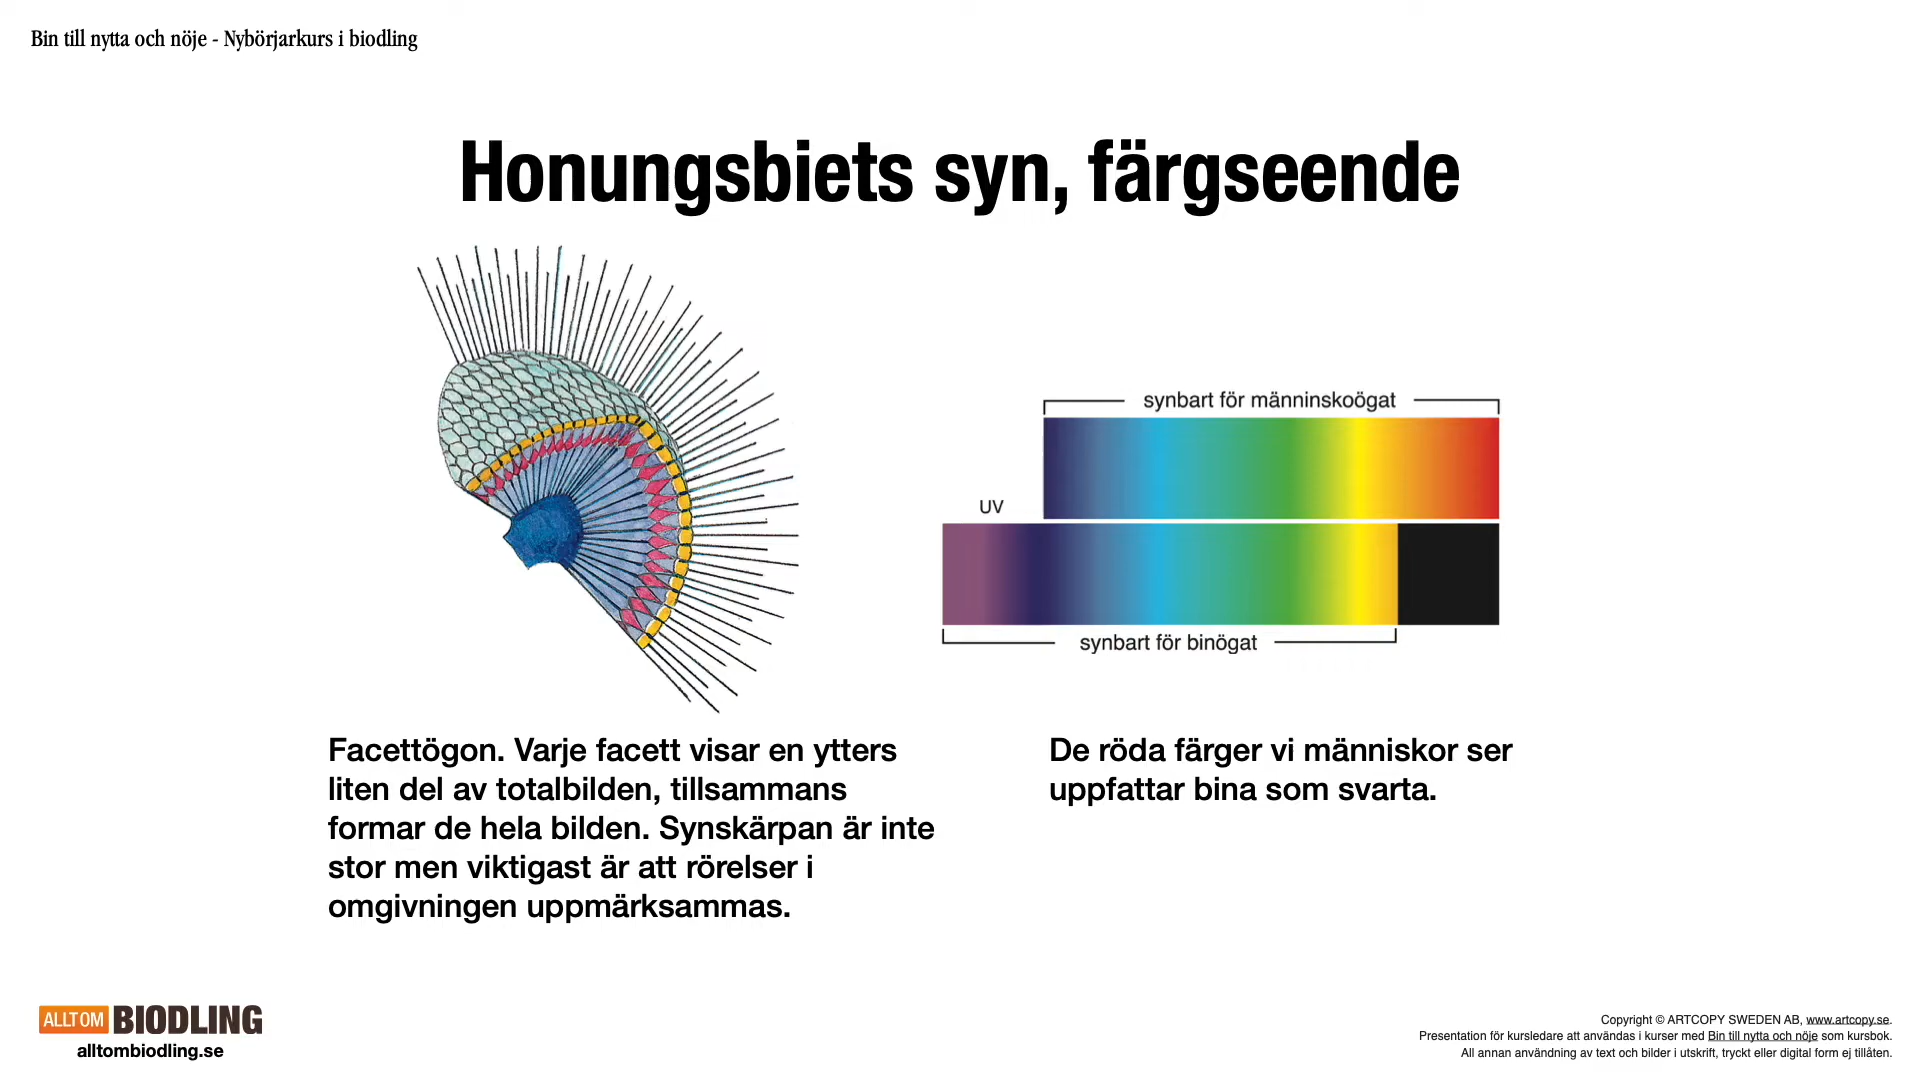 Bin till nytta och nöje - Nybörjarkurs i biodling
Honungsbiets syn, färgseende
synbart för människoögat
UV
synbart för binögat
Facettögon. Varje facett visar en ytters
liten del av totalbilden, tillsammans
formar de hela bilden. Synskärpan är inte
stor men viktigast är att rörelser i
omgivningen uppmärksammas.
De röda färger vi människor ser
uppfattar bina som svarta.
ALLTOM BIODLING
alltombiodling.se
Copyright © ARTCOPY SWEDEN AB, www.artcopy.se.
Presentation för kursledare att användas i kurser med Bin till nytta och nöje som kursbok.
All annan användning av text och bilder i utskrift, tryckt eller digital form ej tillåten.